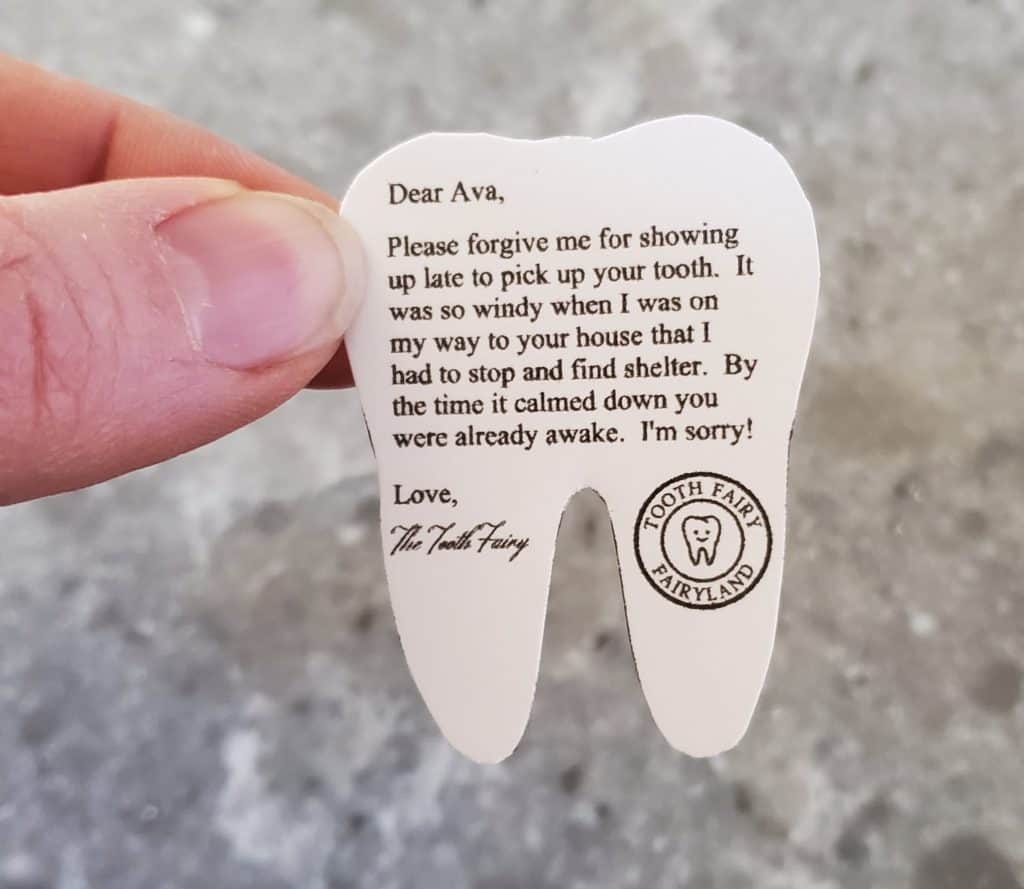 Dear Ava,
Please forgive me for showing
up late to pick up your tooth.  It
was so windy when I was on
my way to your house that I
had to stop and find shelter.  By
the time it calmed down you
were already awake.  I'm sorry!
Love,
The Tooth Fairy
TOOTH FAIRY
FAIRYLAND